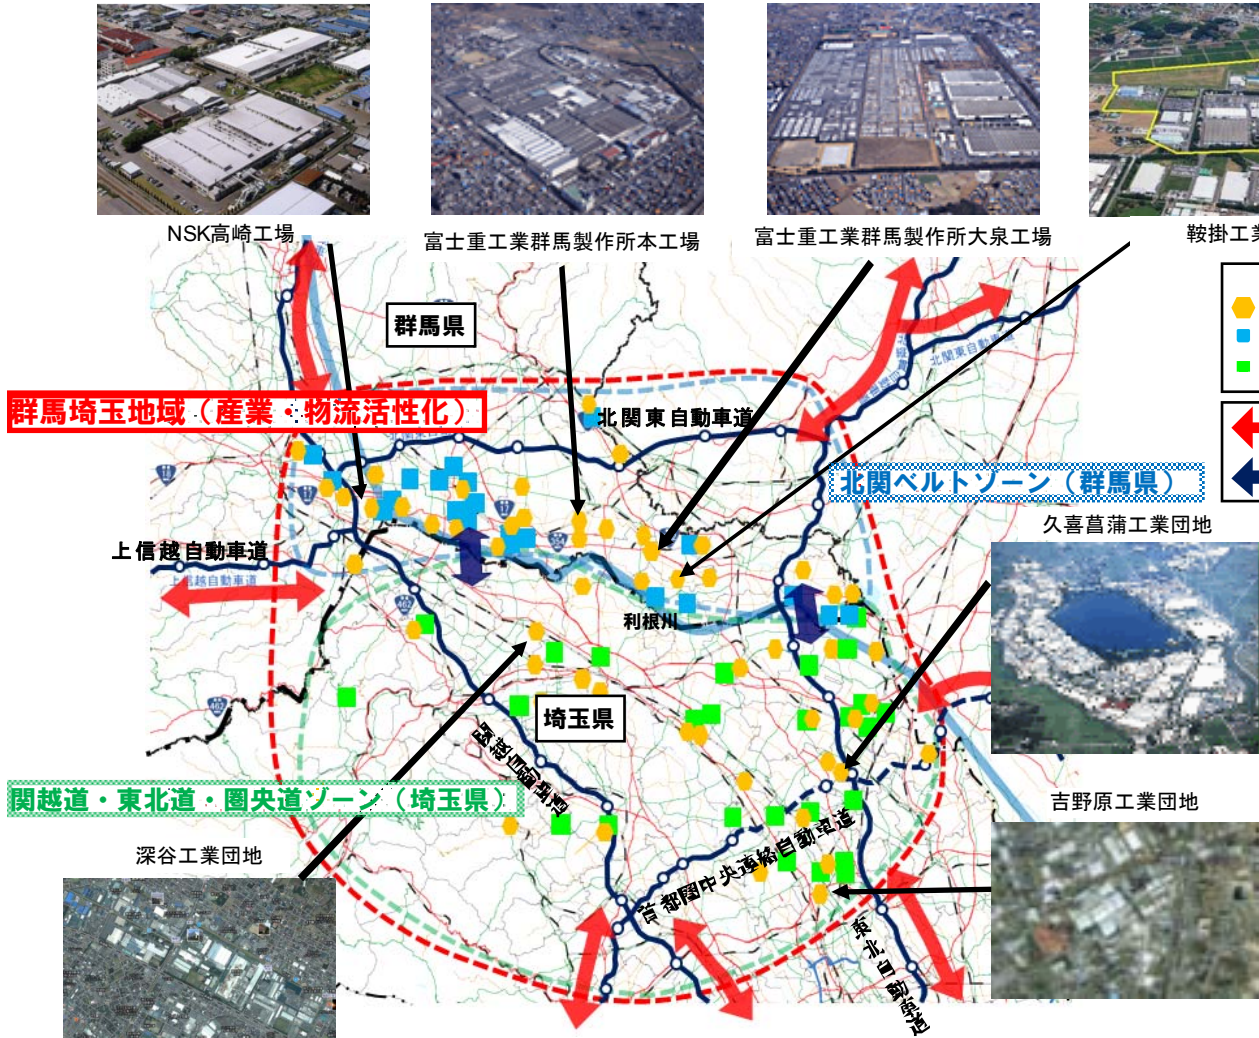 NSK高崎工場
富士重工業群馬製作所本工場
富士重工業群馬製作所大泉工場
鞍掛工業
群馬県
北関東自動車道
群馬埼玉地域（産業・物流活性化）
北関東自動車道
北関ベルトゾーン（群馬県）
久喜菖蒲工業団地
上信越自動車道
上信越自動車道
462
利根川
462
埼玉県
関越自動車道
関越道・東北道・圏央道ゾーン（埼玉県）
吉野原工業団地
深谷工業団地
首都圏中央連絡自動車道
東北自動車道